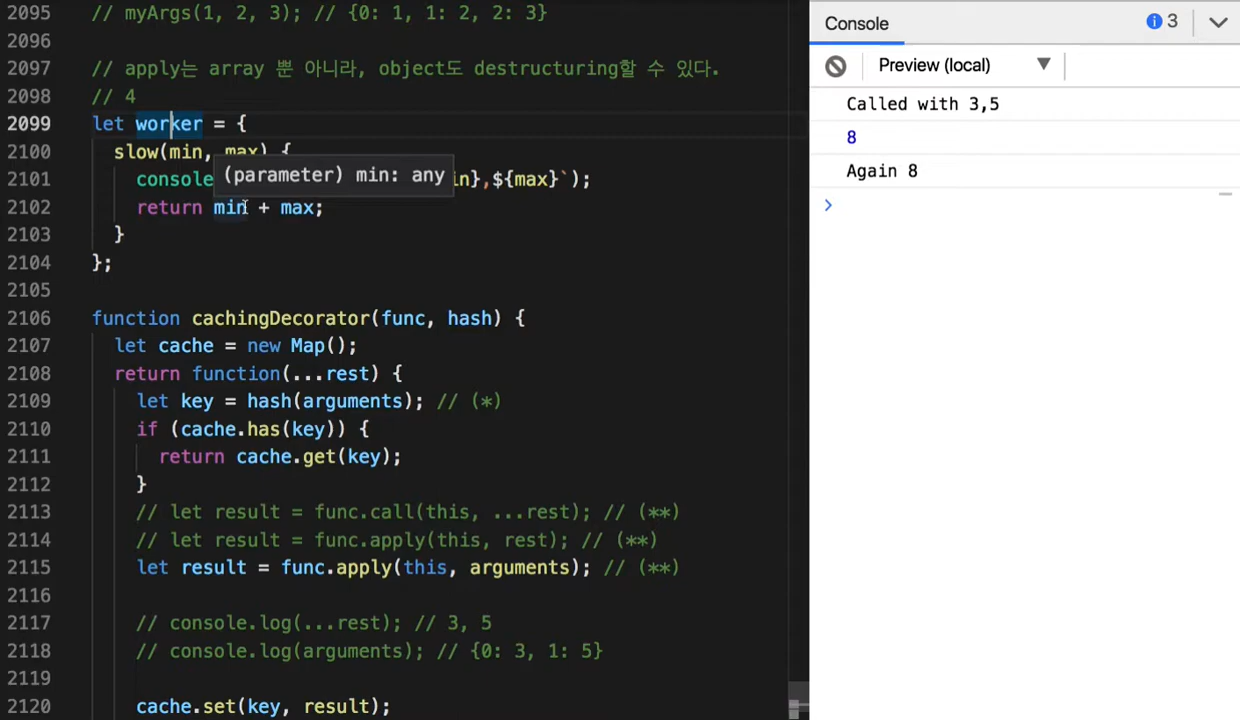 2095 // myArgs(1, 2, 3); // {0: 1, 1: 2, 2: 3}
2096
2097 // apply는 array 뿐 아니라, object도 destructuring할 수 있다.
2098 // 4
2099 let worker = {
2100 slow(min, max) {
(parameter) min: any
2101 console in},${max}`);
2102 return min + max;
2103 }
2104 };
2105
2106 function cachingDecorator(func, hash) {
2107 let cache = new Map();
2108 return function(...rest) {
2109 let key = hash(arguments); // (*)
2110 if (cache.has(key)) {
2111 return cache.get(key);
2112 }
2113 // let result = func.call(this, ...rest); // (**)
2114 // let result = func.apply(this, rest); // (**)
2115 let result = func.apply(this, arguments); // (**)
2116
2117 // console.log(...rest); // 3, 5
2118 // console.log(arguments); // {0: 3, 1: 5}
2119
2120 cache.set(key, result);
Console 3
Preview (local)
Called with 3,5
8
Again 8